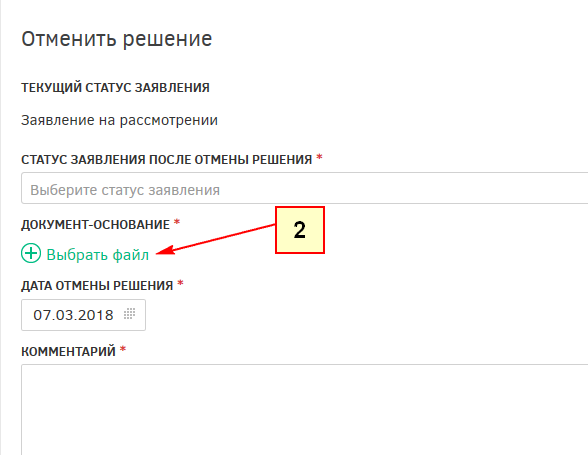 Отменить решение
ТЕКУЩИЙ СТАТУС ЗАЯВЛЕНИЯ
Заявление на рассмотрении
СТАТУС ЗАЯВЛЕНИЯ ПОСЛЕ ОТМЕНЫ РЕШЕНИЯ *
Выберите статус заявления
ДОКУМЕНТ-ОСНОВАНИЕ *
2
Выбрать файл
ДАТА ОТМЕНЫ РЕШЕНИЯ *
07.03.2018
КОММЕНТАРИЙ *